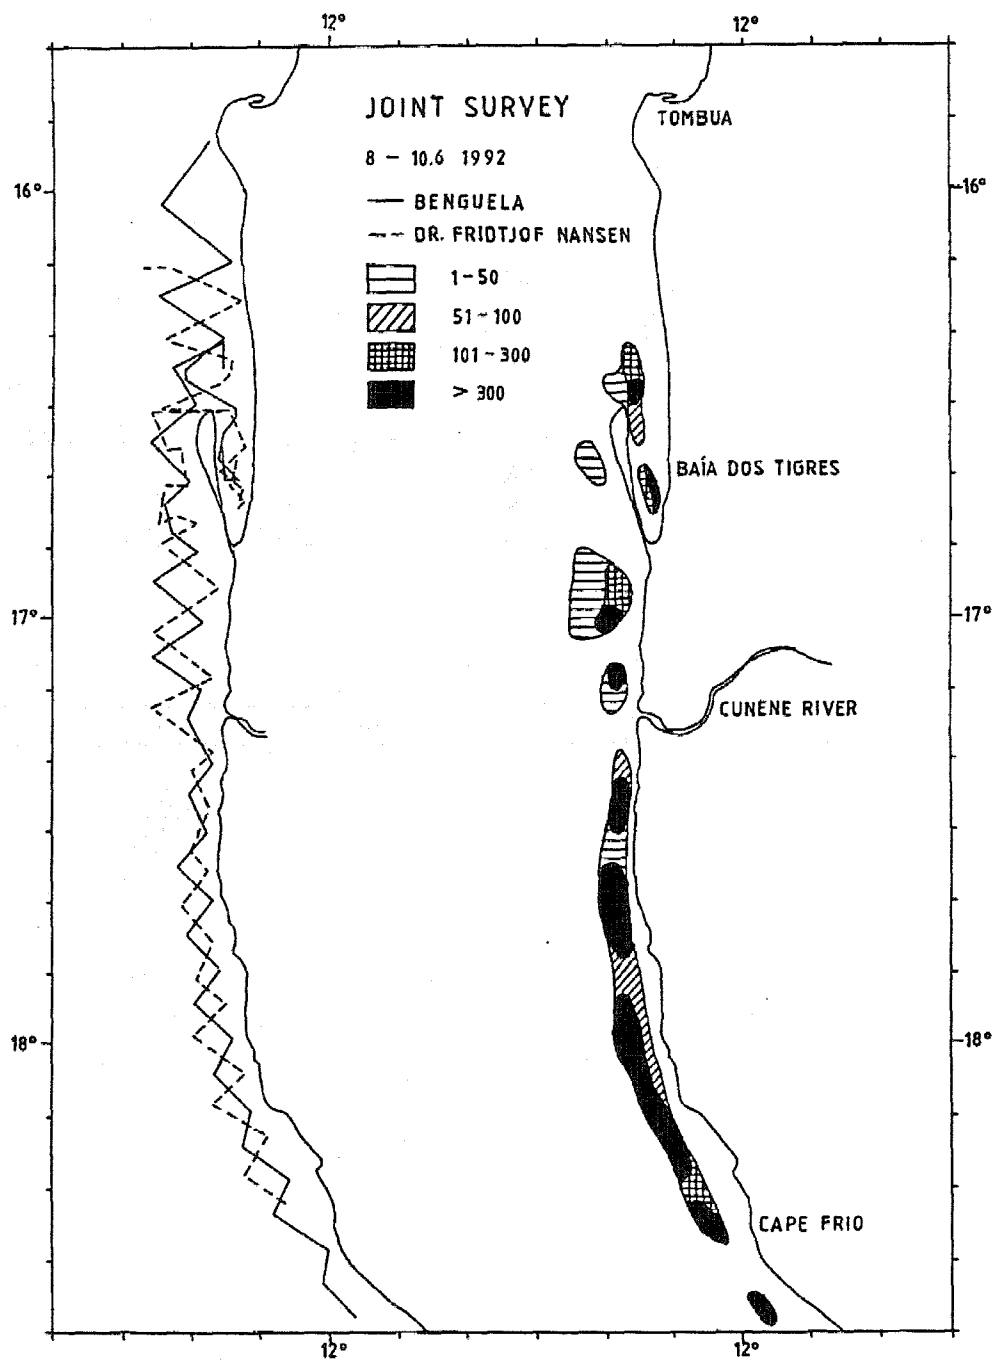 12° 12°
TOMBUA
JOINT SURVEY
8 – 10.6 1992
16° 16°
BENGUELA
DR. FRIDTJOF NANSEN
1-50
51-100
101-300
> 300
BAÍA DOS TIGRES
17° 17°
CUNENE RIVER
18° 18°
CAPE FRIO
12° 12°